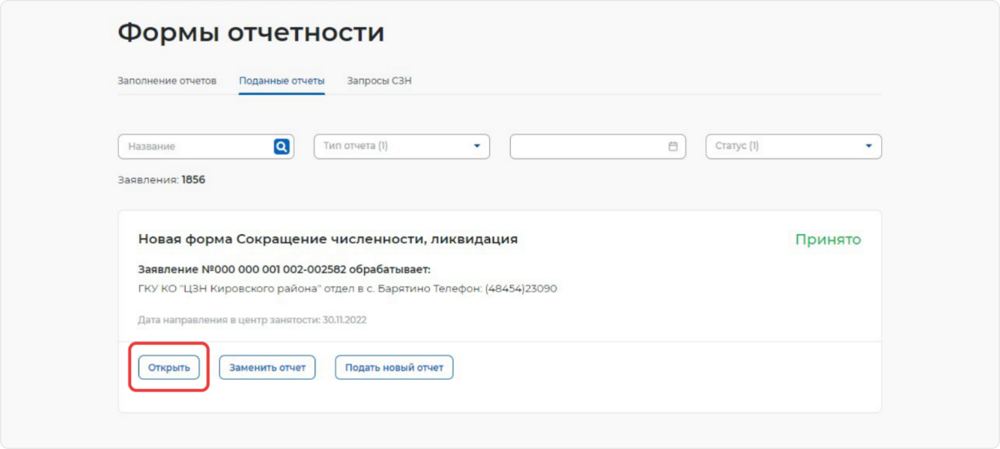 Формы отчетности
Заполнение отчетов Поданные отчеты Запросы СЗН
Название Тип отчета (1) Статус (1)
Заявления: 1856
Новая форма Сокращение численности, ликвидация Принято
Заявление №000 000 001 002-002582 обрабатывает:
ГКУ КО "ЦЗН Кировского района" отдел в с. Барятино Телефон: (48454)23090
Дата направления в центр занятости: 30.11.2022
Открыть Заменить отчет Подать новый отчет